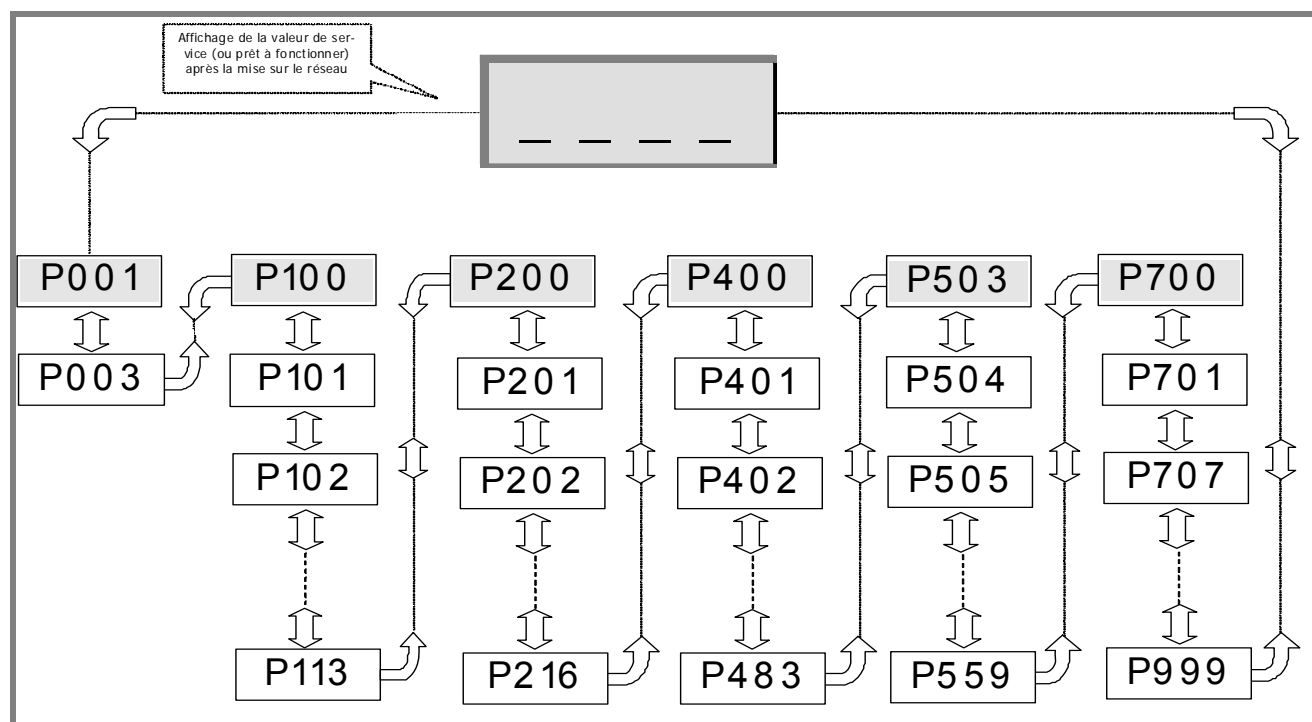 Affichage de la valeur de ser-
vice (ou prêt à fonctionner)
après la mise sur le réseau
_ _ _ _
P001 P100 P200 P400 P503 P700
P003 P101 P201 P401 P504 P701
P102 P202 P402 P505 P707
P113 P216 P483 P559 P999